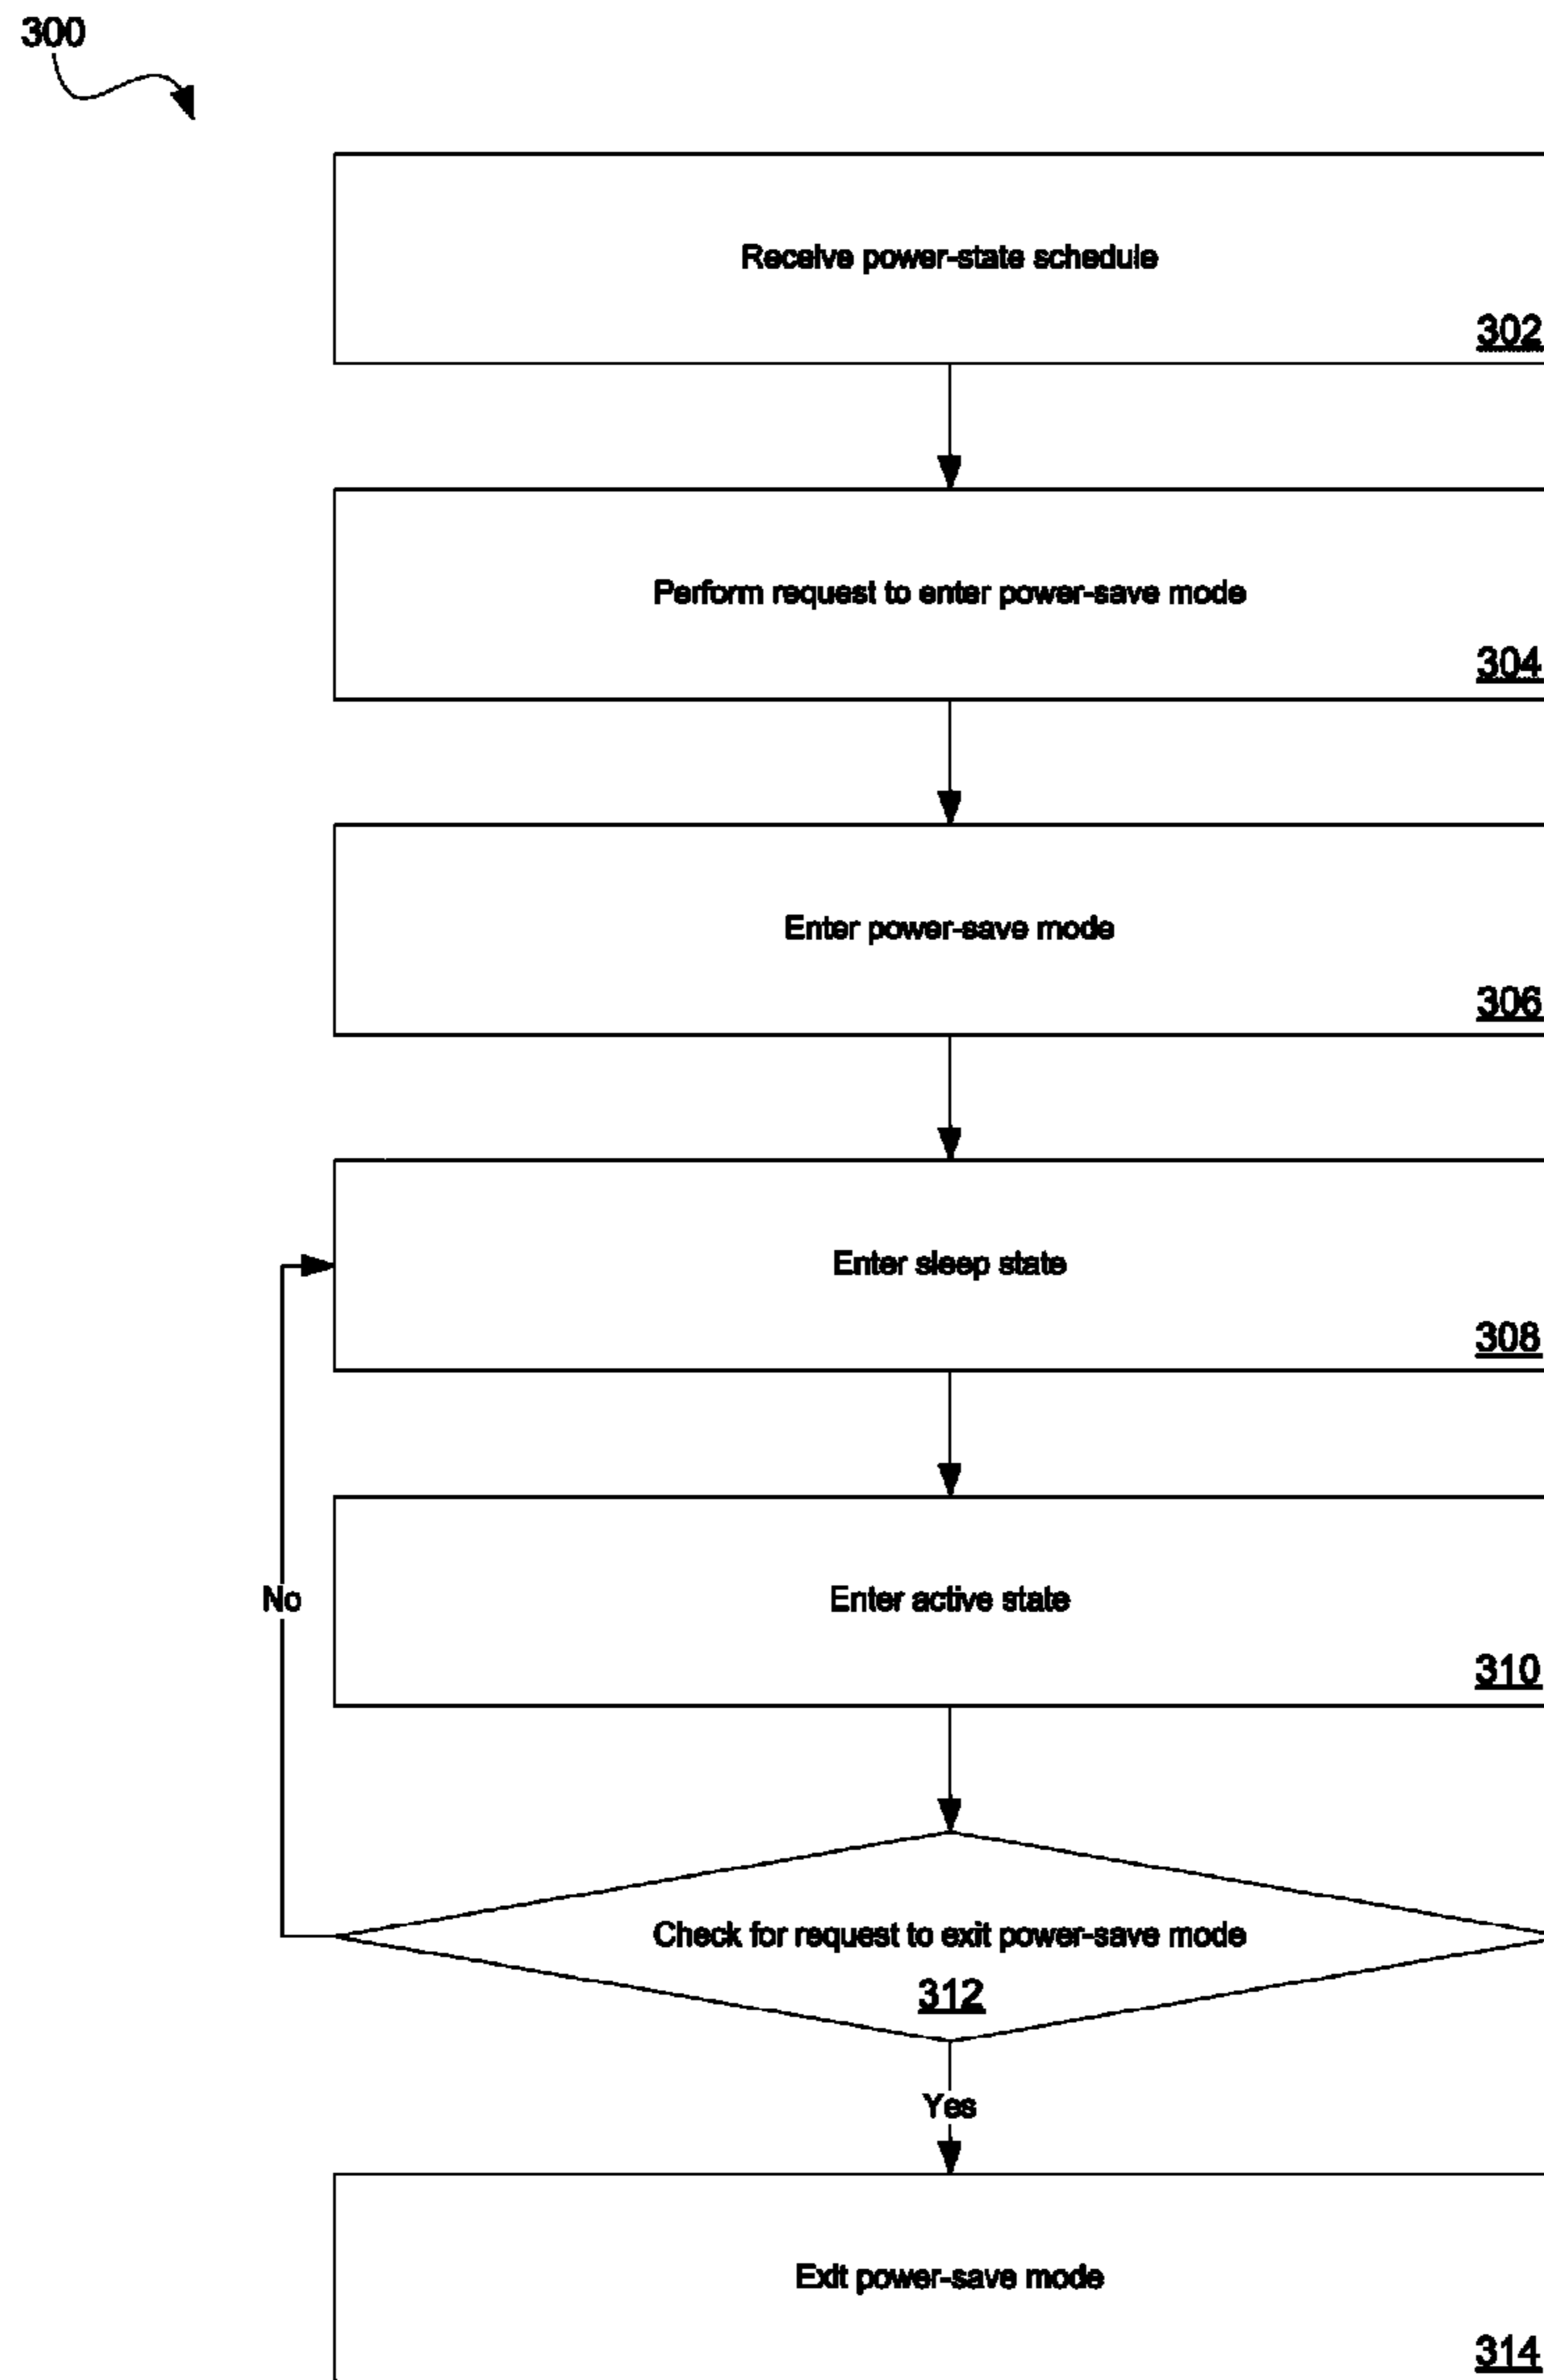 300
Receive power-state schedule
302
Perform request to enter power-save mode
304
Enter power-save mode
306
Enter sleep state
308
Enter active state
310
No
Check for request to exit power-save mode
312
Yes
Exit power-save mode
314